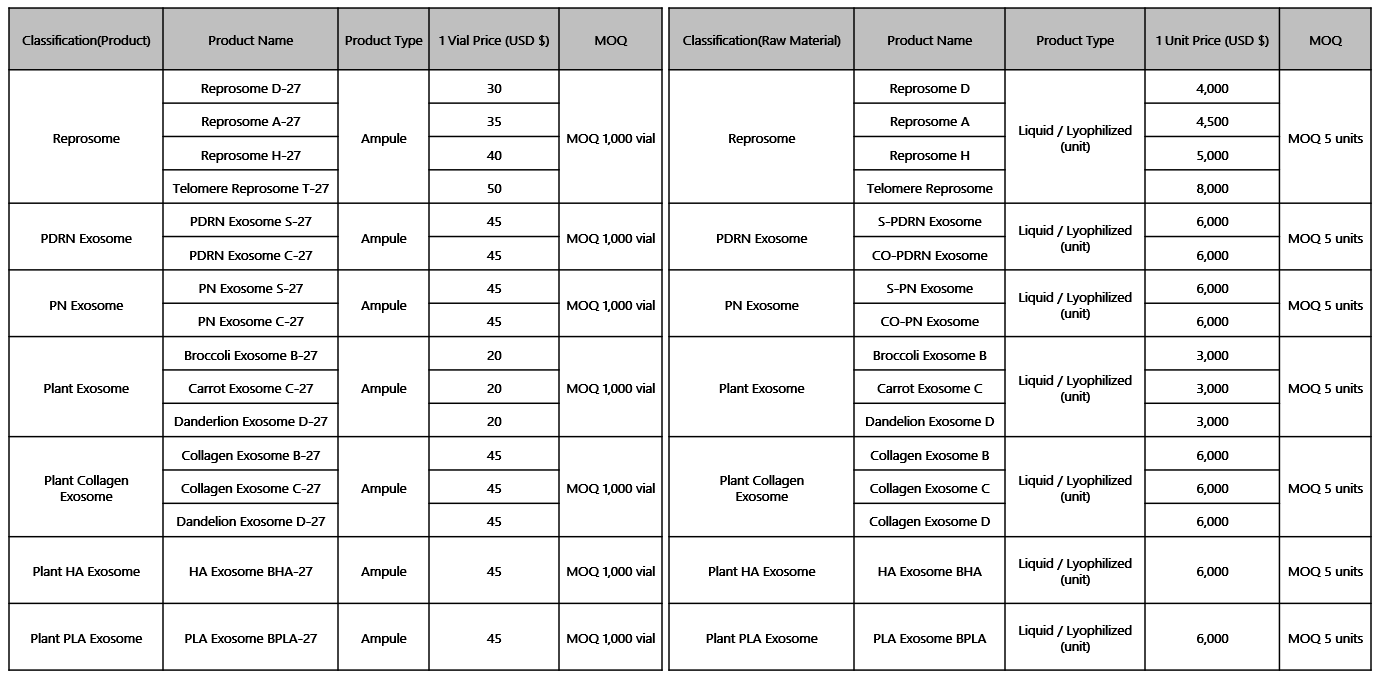 Classification(Product) Product Name Product Type 1 Vial Price (USD $) MOQ
Reprosome Reprosome D-27 Ampule 30 MOQ 1,000 vial
Reprosome A-27 35
Reprosome H-27 40
Telomere Reprosome T-27 50
PDRN Exosome PDRN Exosome S-27 Ampule 45 MOQ 1,000 vial
PDRN Exosome C-27 45
PN Exosome PN Exosome S-27 Ampule 45 MOQ 1,000 vial
PN Exosome C-27 45
Plant Exosome Broccoli Exosome B-27 Ampule 20 MOQ 1,000 vial
Carrot Exosome C-27 20
Danderlion Exosome D-27 20
Plant Collagen Exosome Collagen Exosome B-27 Ampule 45 MOQ 1,000 vial
Collagen Exosome C-27 45
Dandelion Exosome D-27 45
Plant HA Exosome HA Exosome BHA-27 Ampule 45 MOQ 1,000 vial
Plant PLA Exosome PLA Exosome BPLA-27 Ampule 45 MOQ 1,000 vial
Classification(Raw Material) Product Name Product Type 1 Unit Price (USD $) MOQ
Reprosome Reprosome D Liquid / Lyophilized (unit) 4,000 MOQ 5 units
Reprosome A 4,500
Reprosome H 5,000
Telomere Reprosome 8,000
PDRN Exosome S-PDRN Exosome Liquid / Lyophilized (unit) 6,000 MOQ 5 units
CO-PDRN Exosome 6,000
PN Exosome S-PN Exosome Liquid / Lyophilized (unit) 6,000 MOQ 5 units
CO-PN Exosome 6,000
Plant Exosome Broccoli Exosome B Liquid / Lyophilized (unit) 3,000 MOQ 5 units
Carrot Exosome C 3,000
Dandelion Exosome D 3,000
Plant Collagen Exosome Collagen Exosome B Liquid / Lyophilized (unit) 6,000 MOQ 5 units
Collagen Exosome C 6,000
Collagen Exosome D 6,000
Plant HA Exosome HA Exosome BHA Liquid / Lyophilized (unit) 6,000 MOQ 5 units
Plant PLA Exosome PLA Exosome BPLA Liquid / Lyophilized (unit) 6,000 MOQ 5 units